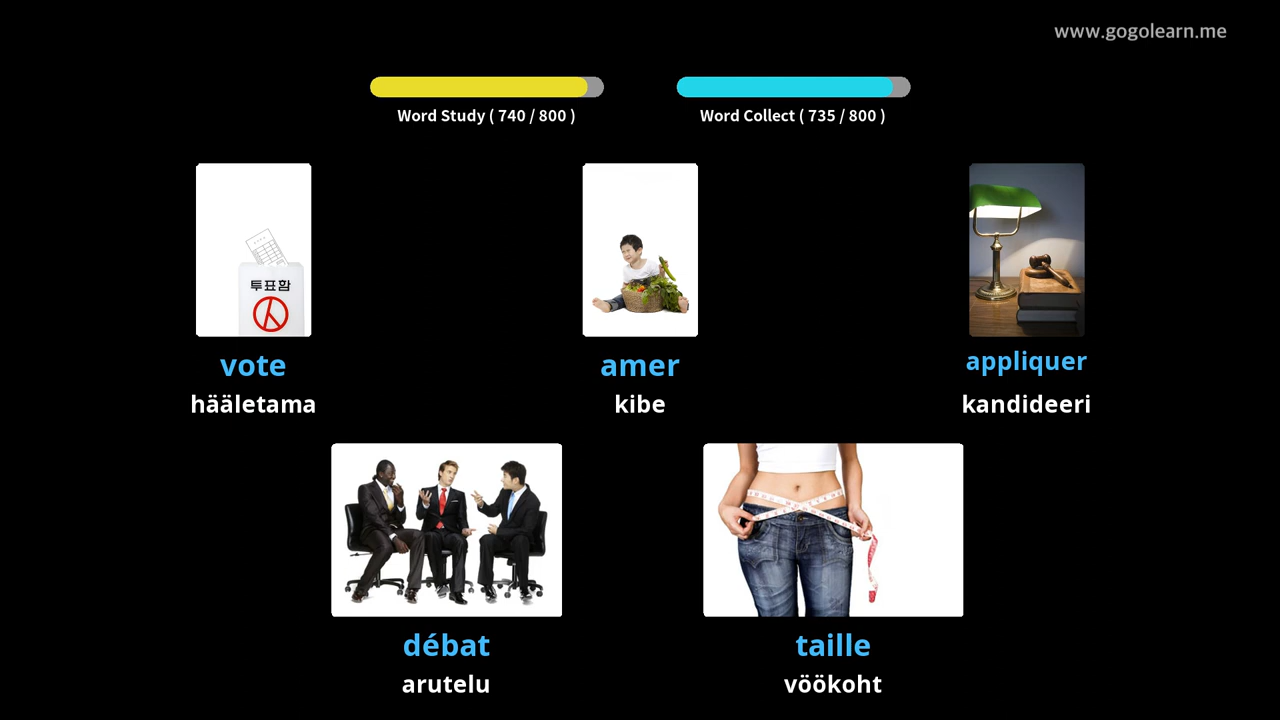 www.gogolearn.me
Word Study ( 740 / 800 )
Word Collect ( 735 / 800 )
투표함
vote
hääletama
amer
kibe
appliquer
kandideeri
débat
arutelu
taille
vöökoht